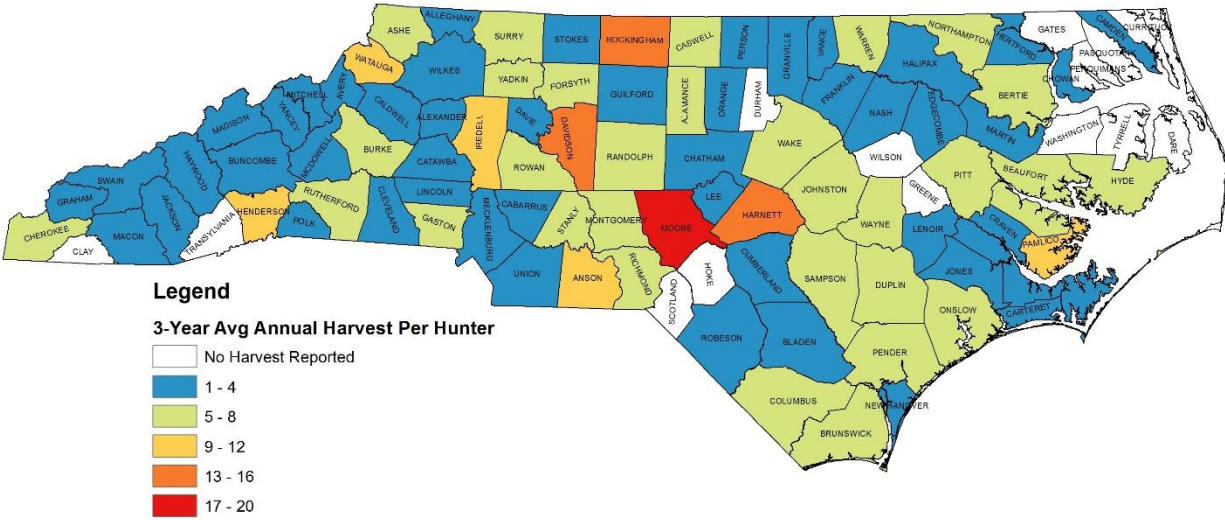 ALLEGHANY
ASHE
SURRY
STOKES
ROCKINGHAM
CASWELL
PERSON
GRANVILLE
VANCE
WARREN
NORTHAMPTON
HERTFORD
GATES
CAMDEN
CURRITUCK
PASQUOTANK
PERQUIMANS
CHOWAN
WATAUGA
WILKES
YADKIN
FORSYTH
GUILFORD
ALAMANCE
ORANGE
DURHAM
FRANKLIN
HALIFAX
NASH
EDGECOMBE
BERTIE
MARTIN
WASHINGTON
TYRRELL
DARE
AVERY
MITCHELL
YANCEY
MADISON
CALDWELL
ALEXANDER
IREDELL
DAVIE
DAVIDSON
RANDOLPH
CHATHAM
WAKE
WILSON
PITT
BEAUFORT
HYDE
HAYWOOD
BUNCOMBE
MCDOWELL
BURKE
CATAWBA
ROWAN
JOHNSTON
GREENE
SWAIN
GRAHAM
JACKSON
RUTHERFORD
CLEVELAND
LINCOLN
GASTON
MECKLENBURG
CABARRUS
STANLY
MONTGOMERY
MOORE
LEE
HARNETT
WAYNE
LENOIR
CRAVEN
PAMLICO
CHEROKEE
CLAY
MACON
TRANSYLVANIA
HENDERSON
POLK
UNION
ANSON
RICHMOND
SCOTLAND
HOKE
CUMBERLAND
SAMPSON
DUPLIN
JONES
CARTERET
ONSLOW
ROBESON
BLADEN
PENDER
COLUMBUS
NEW HANOVER
BRUNSWICK
Legend
3-Year Avg Annual Harvest Per Hunter
No Harvest Reported
1 - 4
5 - 8
9 - 12
13 - 16
17 - 20